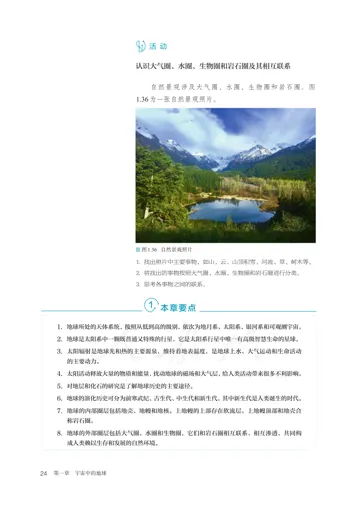 活 动
认识大气圈、水圈、生物圈和岩石圈及其相互联系
自然景观涉及大气圈、水圈、生物圈和岩石圈。图
1.36为一张自然景观照片。
图1.36 自然景观照片
1. 找出照片中主要事物，如山、云、山顶积雪、河流、草、树木等。
2. 将找出的事物按照大气圈、水圈、生物圈和岩石圈进行分类。
3. 思考各事物之间的联系。
1 本章要点
1. 地球所处的天体系统，按照从低到高的级别，依次为地月系、太阳系、银河系和可观测宇宙。
2. 地球是太阳系中一颗既普通又特殊的行星。它是太阳系行星中唯一有高级智慧生命的星球。
3. 太阳辐射是地球光和热的主要源泉，维持着地表温度，是地球上水、大气运动和生命活动
的主要动力。
4. 太阳活动释放大量的物质和能量，扰动地球的磁场和大气层，给人类活动带来很多不利影响。
5. 对地层和化石的研究是了解地球历史的主要途径。
6. 地球的演化历史可分为前寒武纪、古生代、中生代和新生代，其中新生代是人类诞生的时代。
7. 地球的内部圈层包括地壳、地幔和地核。上地幔的上部存在软流层。上地幔顶部和地壳合
称岩石圈。
8. 地球的外部圈层包括大气圈、水圈和生物圈，它们和岩石圈相互联系、相互渗透，共同构
成人类赖以生存和发展的自然环境。
24 第一章 宇宙中的地球